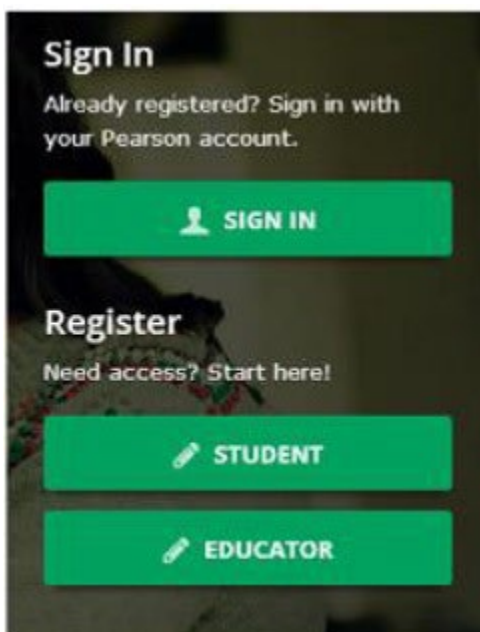 Sign In
Already registered? Sign in with
your Pearson account.
SIGN IN
Register
Need access? Start here!
STUDENT
EDUCATOR